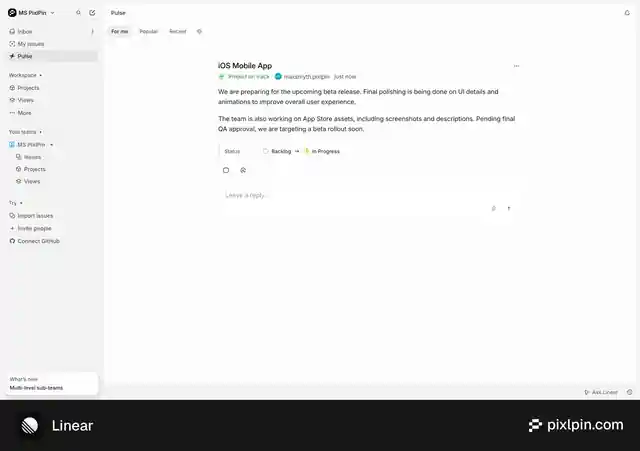 MS PixlPin
Inbox
My issues
Pulse
Workspace
Projects
Views
More
Your teams
MS PixlPin
Issues
Projects
Views
Try
Import issues
Invite people
Connect GitHub
What's new
Multi-level sub-teams
Pulse
For me Popular Recent
iOS Mobile App
Project on track just now
We are preparing for the upcoming beta release. Final polishing is being done on UI details and
animations to improve overall user experience.
The team is also working on App Store assets, including screenshots and descriptions. Pending final
QA approval, we are targeting a beta rollout soon.
Status Backlog → In Progress
Leave a reply...
Ask Linear
Linear
pixlpin.com